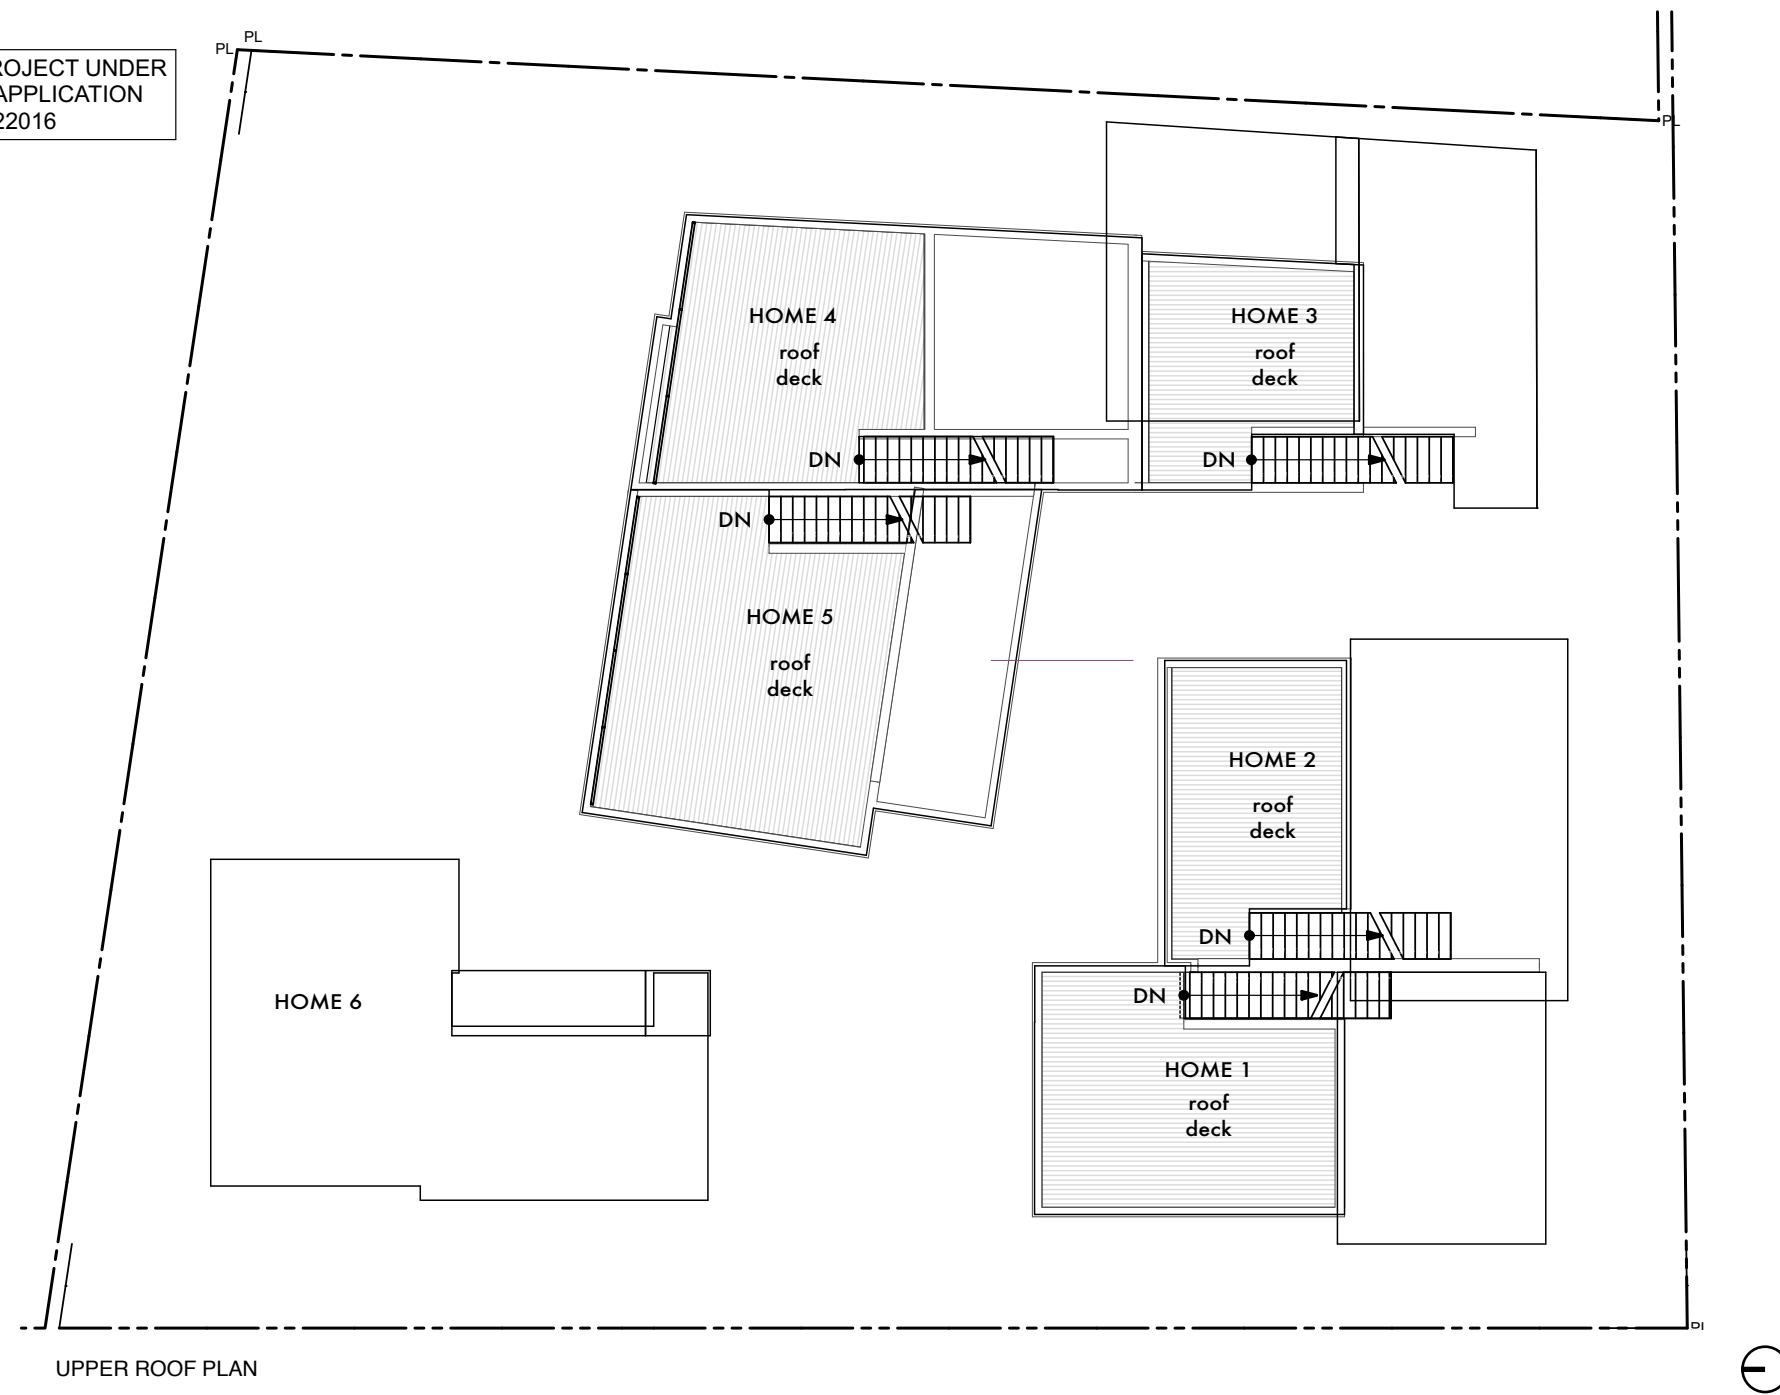 PL
PL
ROJECT UNDER
APPLICATION
22016
PL
HOME 4
roof
deck
HOME 3
roof
deck
DN
DN
DN
HOME 5
roof
deck
HOME 2
roof
deck
DN
HOME 6
DN
HOME 1
roof
deck
UPPER ROOF PLAN